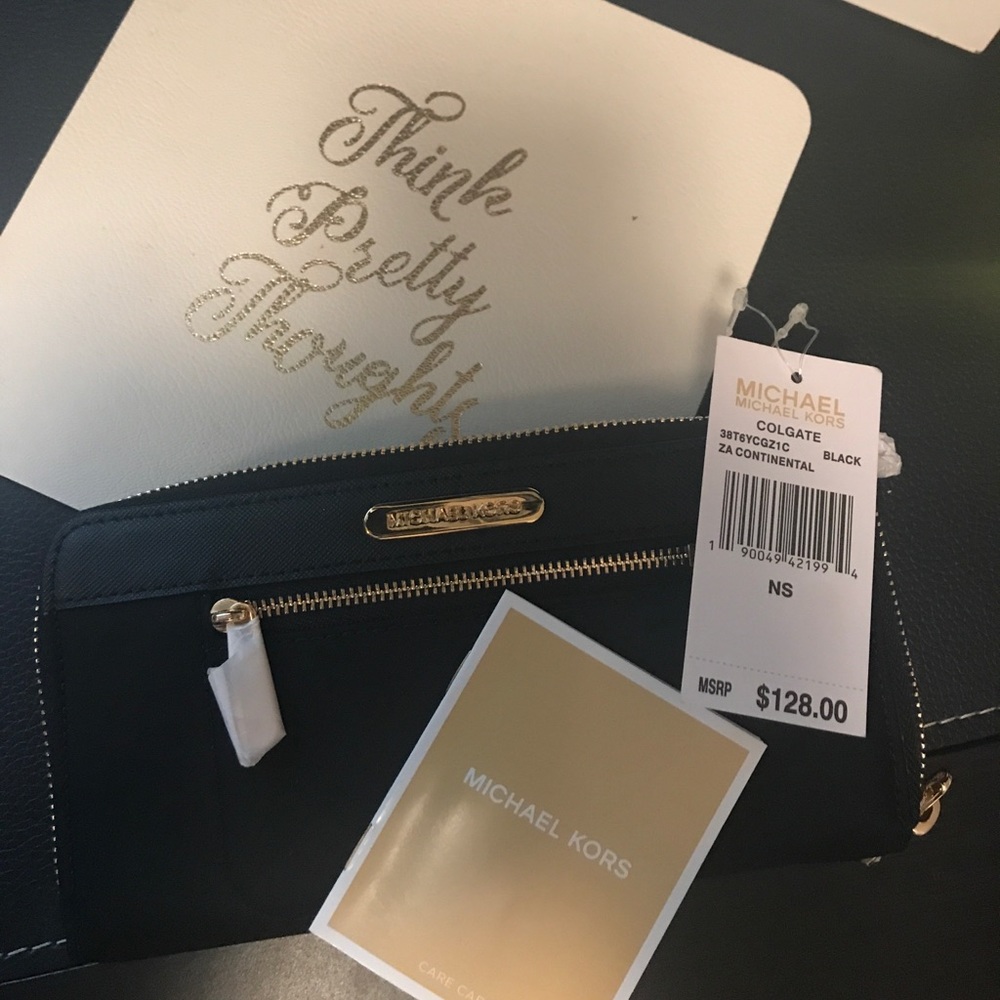 Think
Pretty
Thoughts
MICHAEL KORS
MICHAEL
MICHAEL KORS
COLGATE
38T6YCGZ1C BLACK
ZA CONTINENTAL
1 90049 42199 4
NS
MSRP $128.00
MICHAEL KORS
CARE